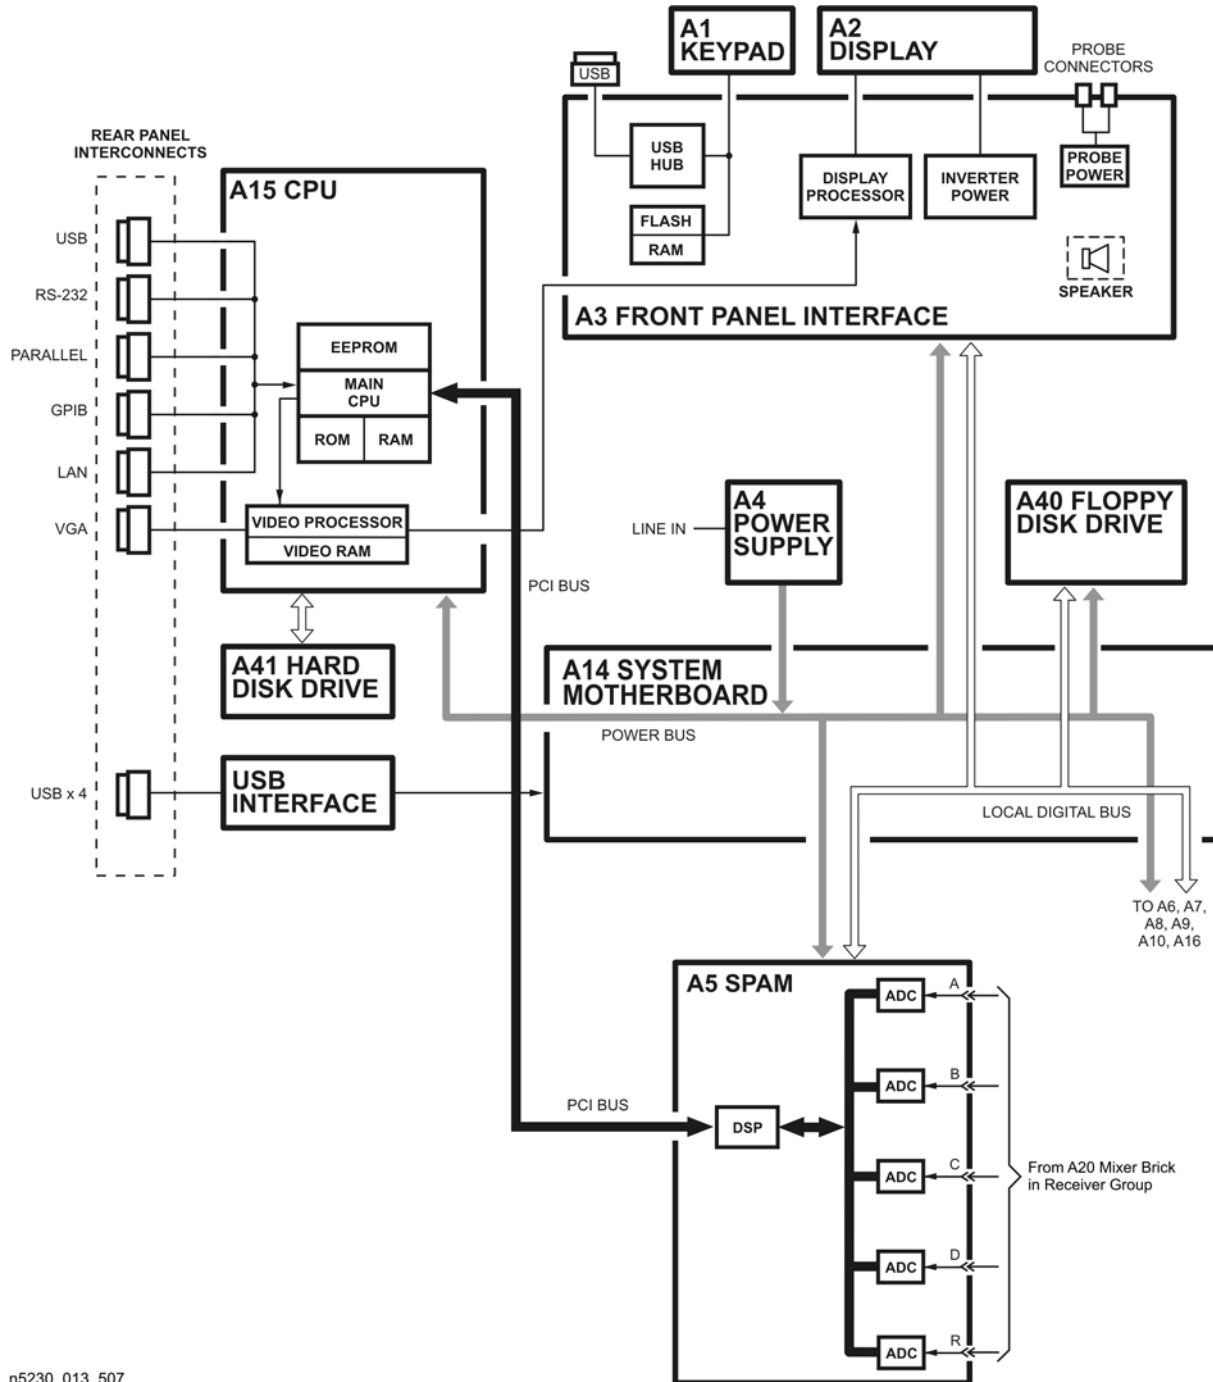 A1
KEYPAD
A2
DISPLAY
PROBE
CONNECTORS
USB
REAR PANEL
INTERCONNECTS
USB
HUB
DISPLAY
PROCESSOR
INVERTER
POWER
PROBE
POWER
FLASH
RAM
SPEAKER
A3 FRONT PANEL INTERFACE
A15 CPU
USB
RS-232
PARALLEL
GPIB
LAN
VGA
EEPROM
MAIN
CPU
ROM
RAM
VIDEO PROCESSOR
VIDEO RAM
PCI BUS
LINE IN
A4
POWER
SUPPLY
A40 FLOPPY
DISK DRIVE
A41 HARD
DISK DRIVE
A14 SYSTEM
MOTHERBOARD
POWER BUS
USB x 4
USB
INTERFACE
LOCAL DIGITAL BUS
TO A6, A7,
A8, A9,
A10, A16
A5 SPAM
ADC
A
ADC
B
PCI BUS
DSP
ADC
C
From A20 Mixer Brick
in Receiver Group
ADC
D
ADC
R
n5230_013_507